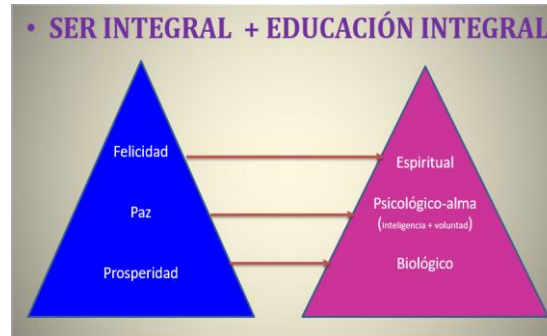 • SER INTEGRAL + EDUCACIÓN INTEGRAL
Felicidad
Paz
Prosperidad
Espiritual
Psicológico-alma
(Inteligencia + voluntad)
Biológico